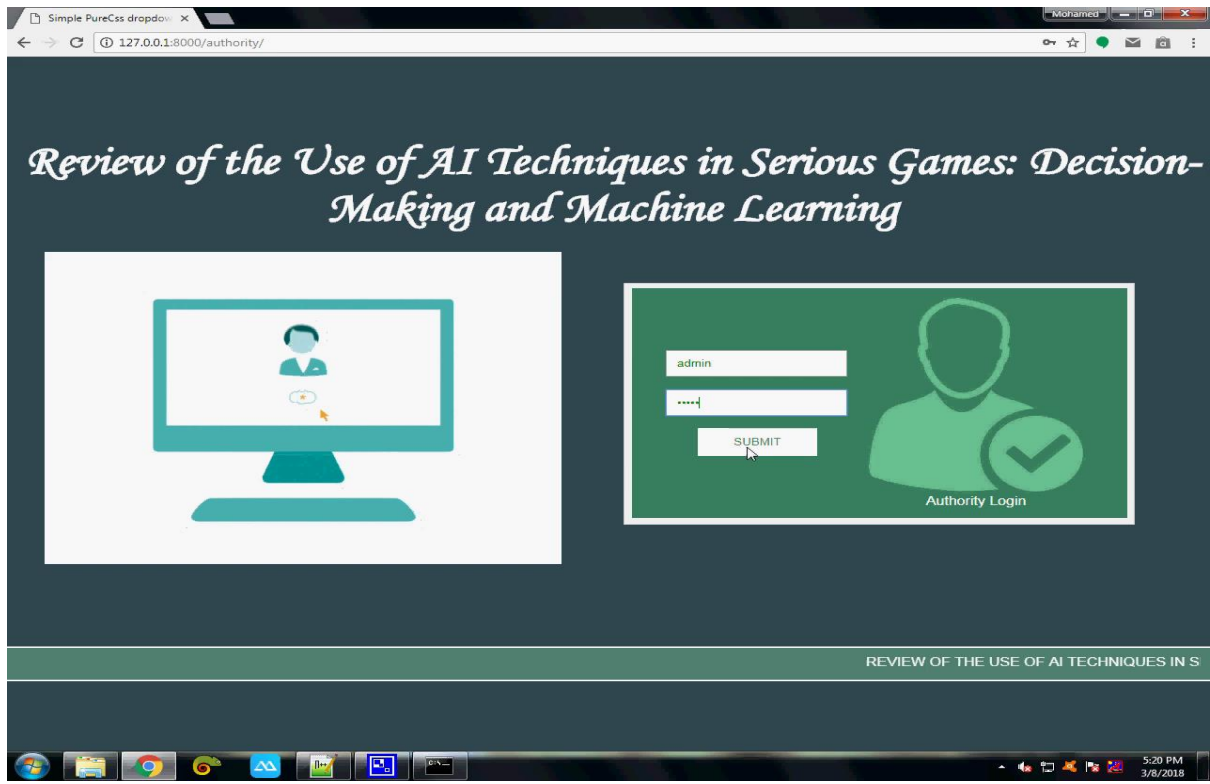 Simple PureCss dropdow
Mohamed
127.0.0.1:8000/authority/
Review of the Use of AI Techniques in Serious Games: Decision-
Making and Machine Learning
admin
SUBMIT
Authority Login
REVIEW OF THE USE OF AI TECHNIQUES IN S
5:20 PM
3/8/2018